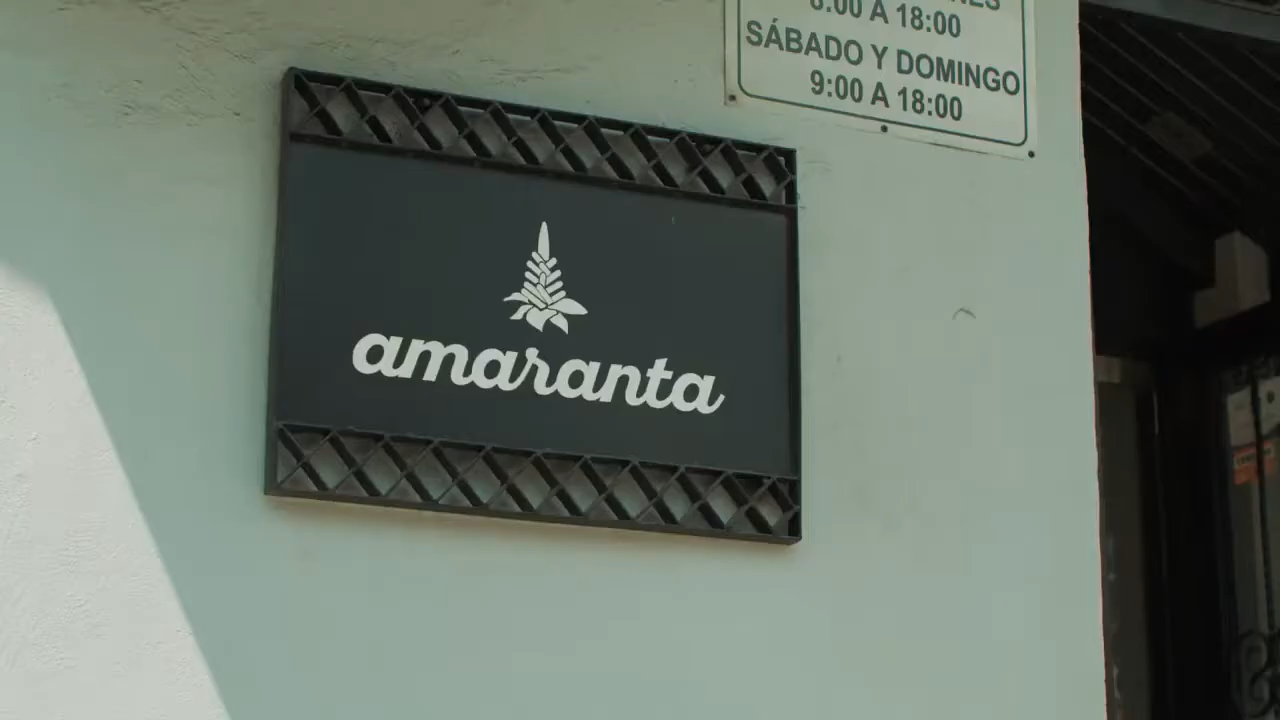 8:00 A 18:00
SÁBADO Y DOMINGO
9:00 A 18:00
amaranta